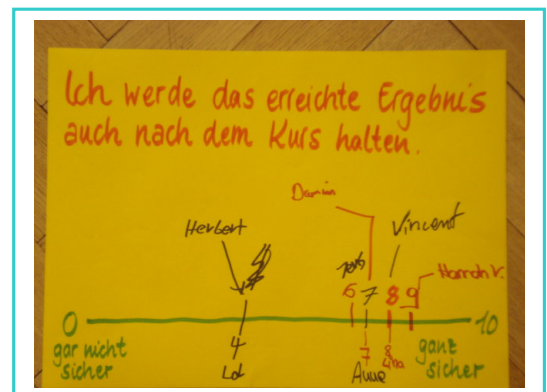 Ich werde das erreichte Ergebnis
auch nach dem Kurs halten.
Damian
Herbert
Vincent
6 7 8 9
Hannah K.
0
10
gar nicht
sicher
4
7
8
ganz
sicher
Anne